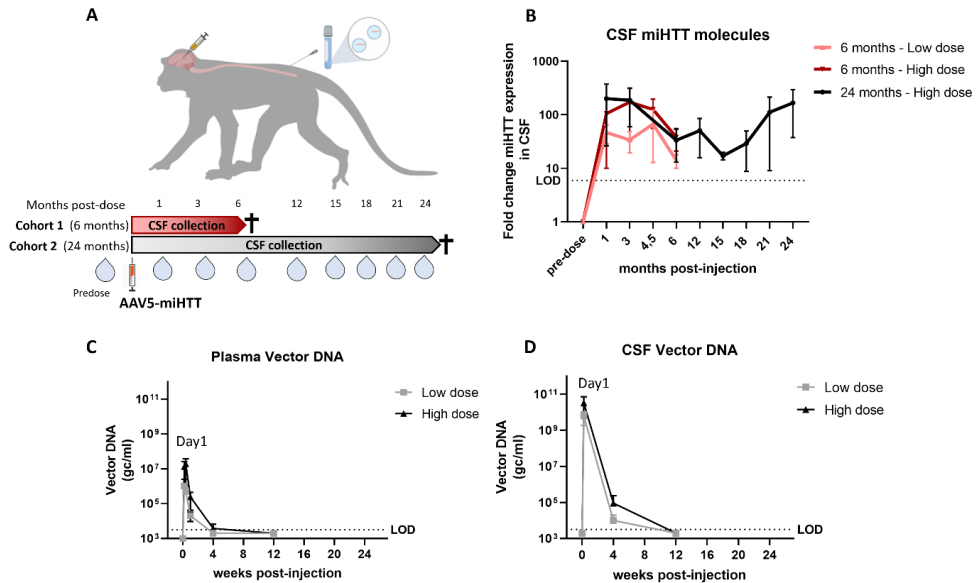 A
Months post-dose 1 3 6 12 15 18 21 24
Cohort 1 (6 months) CSF collection
Cohort 2 (24 months) CSF collection
Predose
AAV5-miHTT
B
CSF miHTT molecules
Fold change miHTT expression
in CSF
1000
100
10
LOD
1
pre-dose 1 3 4,5 6 12 15 18 21 24
months post-injection
6 months - Low dose
6 months - High dose
24 months - High dose
C
Plasma Vector DNA
Vector DNA
(gc/ml)
10¹¹
10⁹
10⁷
10⁵
10³
Day1
LOD
0 4 8 12 16 20 24
weeks post-injection
Low dose
High dose
D
CSF Vector DNA
Vector DNA
(gc/ml)
10¹¹
10⁹
10⁷
10⁵
10³
Day1
LOD
0 4 8 12 16 20 24
weeks post-injection
Low dose
High dose